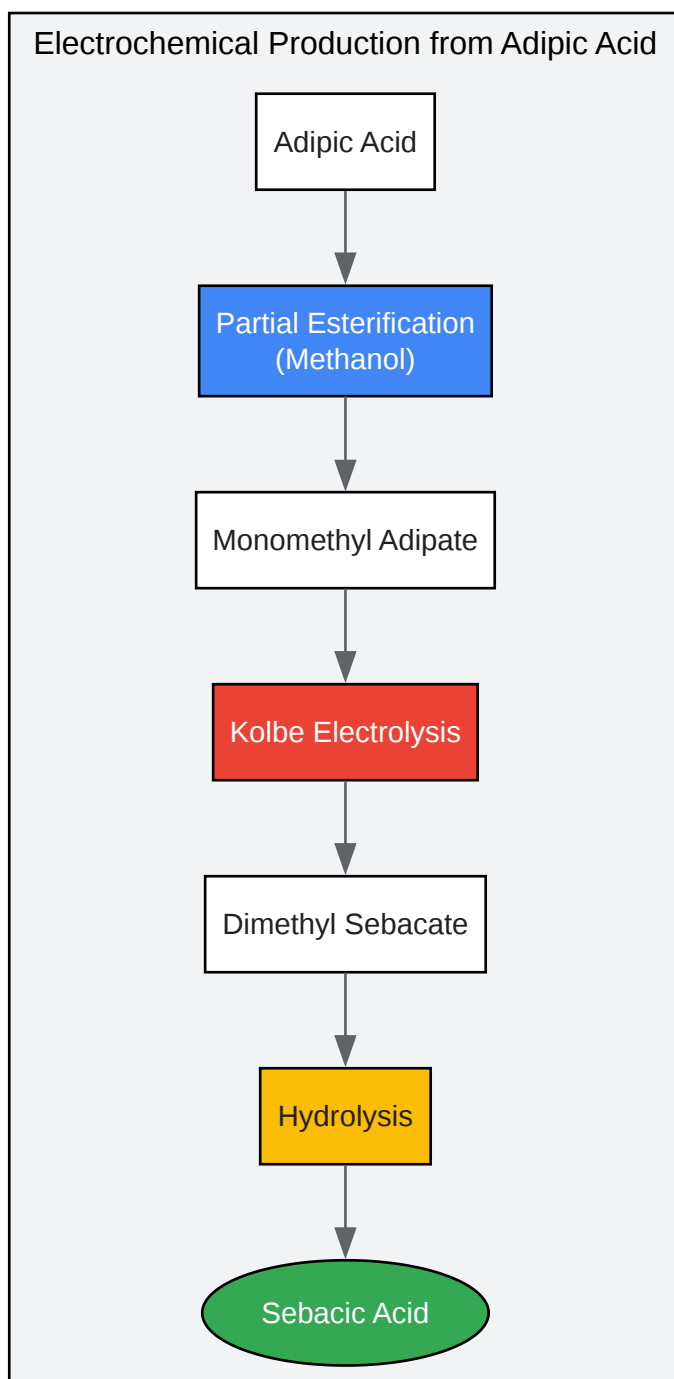 Electrochemical Production from Adipic Acid
Adipic Acid
Partial Esterification
(Methanol)
Monomethyl Adipate
Kolbe Electrolysis
Dimethyl Sebacate
Hydrolysis
Sebacic Acid